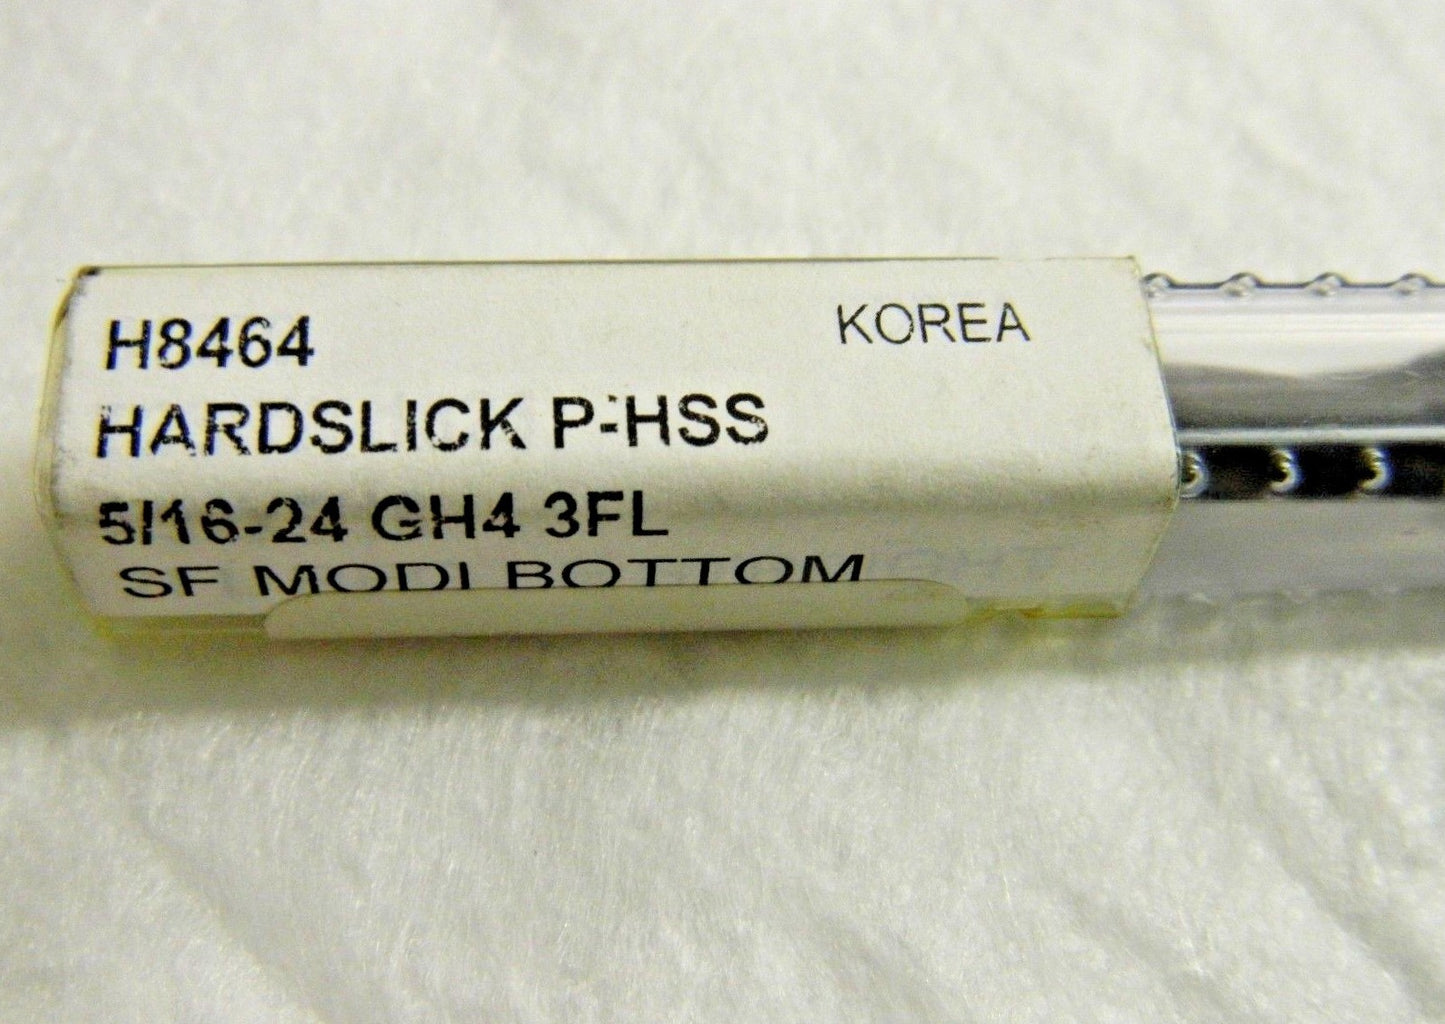 H8464 KOREA
HARDSLICK P-HSS
5/16-24 GH4 3FL
SF MODI BOTTOM